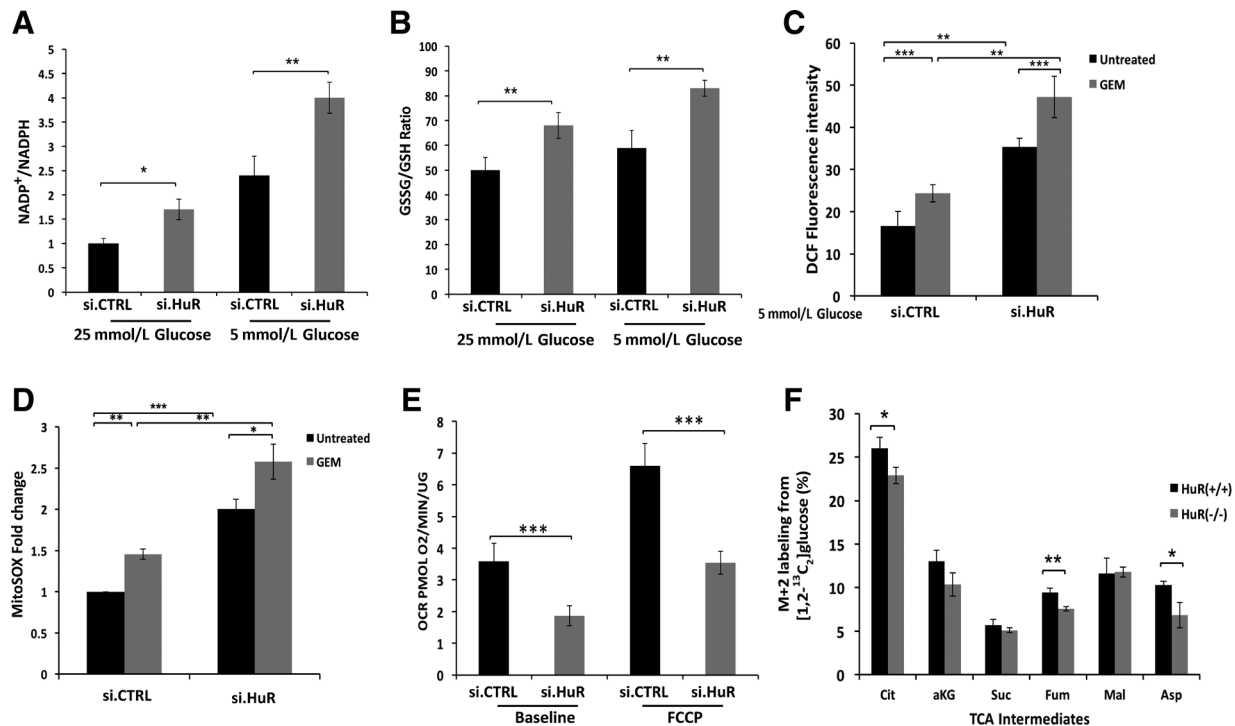 A
NADP+/NADPH
5
4.5
4
3.5
3
2.5
2
1.5
1
0.5
0
*
**
si.CTRL si.HuR si.CTRL si.HuR
25 mmol/L Glucose 5 mmol/L Glucose
B
GSSG/GSH Ratio
100
90
80
70
60
50
40
30
20
10
0
**
**
si.CTRL si.HuR si.CTRL si.HuR
25 mmol/L Glucose 5 mmol/L Glucose
C
DCF Fluorescence intensity
60
50
40
30
20
10
0
**
*** **
***
Untreated
GEM
si.CTRL si.HuR
5 mmol/L Glucose
D
MitoSOX Fold change
3
2.5
2
1.5
1
0.5
0
***
** **
*
Untreated
GEM
si.CTRL si.HuR
E
OCR PMOL O2/MIN/UG
8
7
6
5
4
3
2
1
0
***
***
si.CTRL si.HuR si.CTRL si.HuR
Baseline FCCP
F
M+2 labeling from
[1,2-¹³C₂]glucose (%)
30
25
20
15
10
5
0
*
**
*
HuR(+/+)
HuR(-/-)
Cit aKG Suc Fum Mal Asp
TCA Intermediates